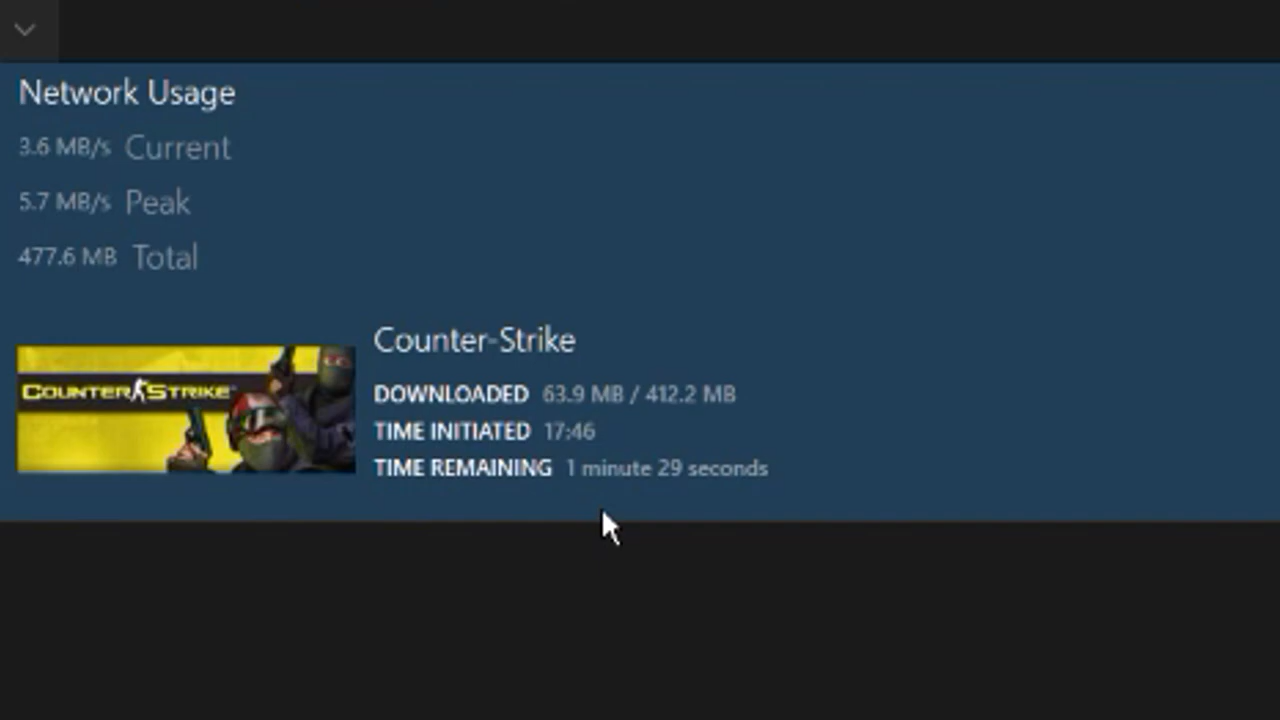 Network Usage
3.6 MB/s Current
5.7 MB/s Peak
477.6 MB Total
Counter-Strike
COUNTER STRIKE
DOWNLOADED 63.9 MB / 412.2 MB
TIME INITIATED 17:46
TIME REMAINING 1 minute 29 seconds